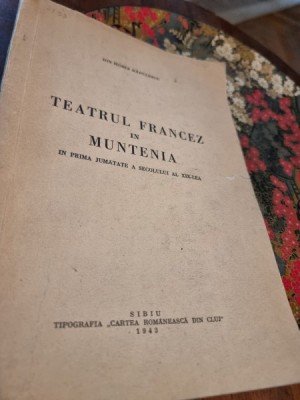 TEATRUL FRANCEZ
IN
MUNTENIA
IN PRIMA JUMATATE A SECOLULUI AL XIX-LEA
SIBIU
TIPOGRAFIA „CARTEA ROMÂNEASCĂ DIN CLUJ"
1943